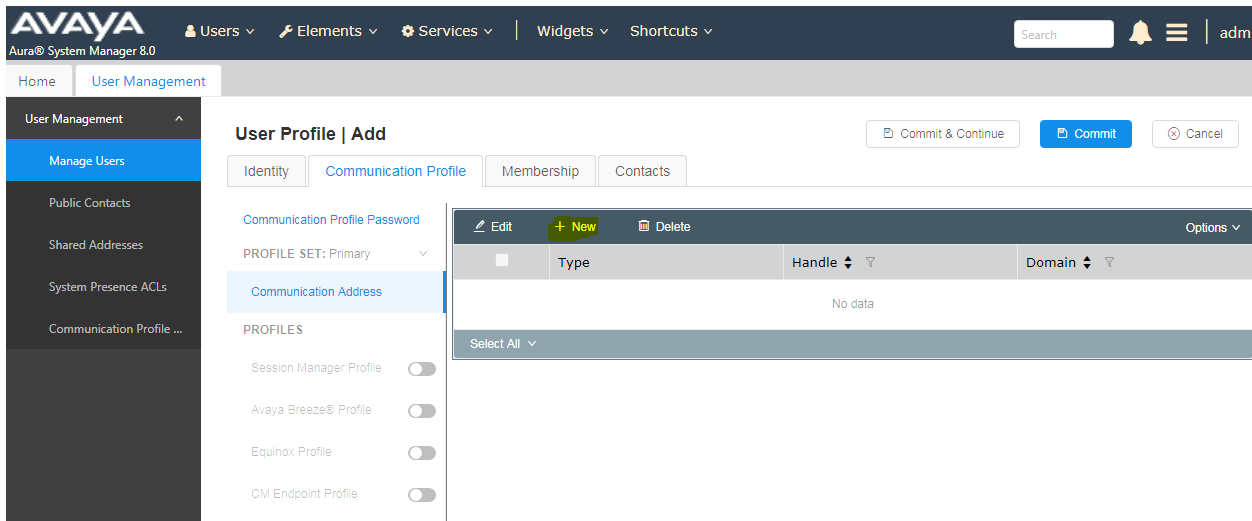 AVAYA
Aura® System Manager 8.0
Users Elements Services Widgets Shortcuts Search adm
Home User Management
User Management
Manage Users
Public Contacts
Shared Addresses
System Presence ACLs
Communication Profile ...
User Profile | Add
Commit & Continue Commit Cancel
Identity Communication Profile Membership Contacts
Communication Profile Password
PROFILE SET: Primary
Communication Address
PROFILES
Session Manager Profile
Avaya Breeze® Profile
Equinox Profile
CM Endpoint Profile
Edit + New Delete Options
Type Handle Domain
No data
Select All